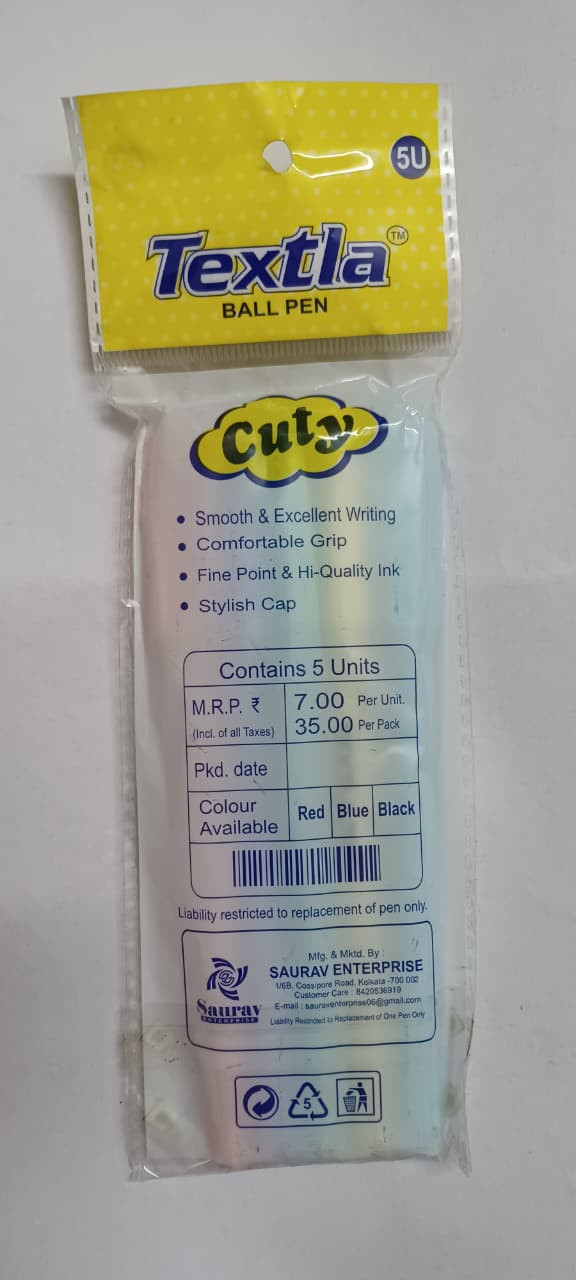 5U
Textla TM
BALL PEN
Cuty
• Smooth & Excellent Writing
• Comfortable Grip
• Fine Point & Hi-Quality Ink
• Stylish Cap
Contains 5 Units
M.R.P. ₹ 7.00 Per Unit.
(Incl. of all Taxes) 35.00 Per Pack
Pkd. date
Colour Available Red Blue Black
Liability restricted to replacement of pen only.
Mfg. & Mktd. By :
SAURAV ENTERPRISE
1/6B, Cossipore Road, Kolkata -700 002
Customer Care : 8420536919
E-mail : sauraventerprise06@gmail.com
Liability Restricted to Replacement of One Pen Only
Saurav
ENTERPRISE
5